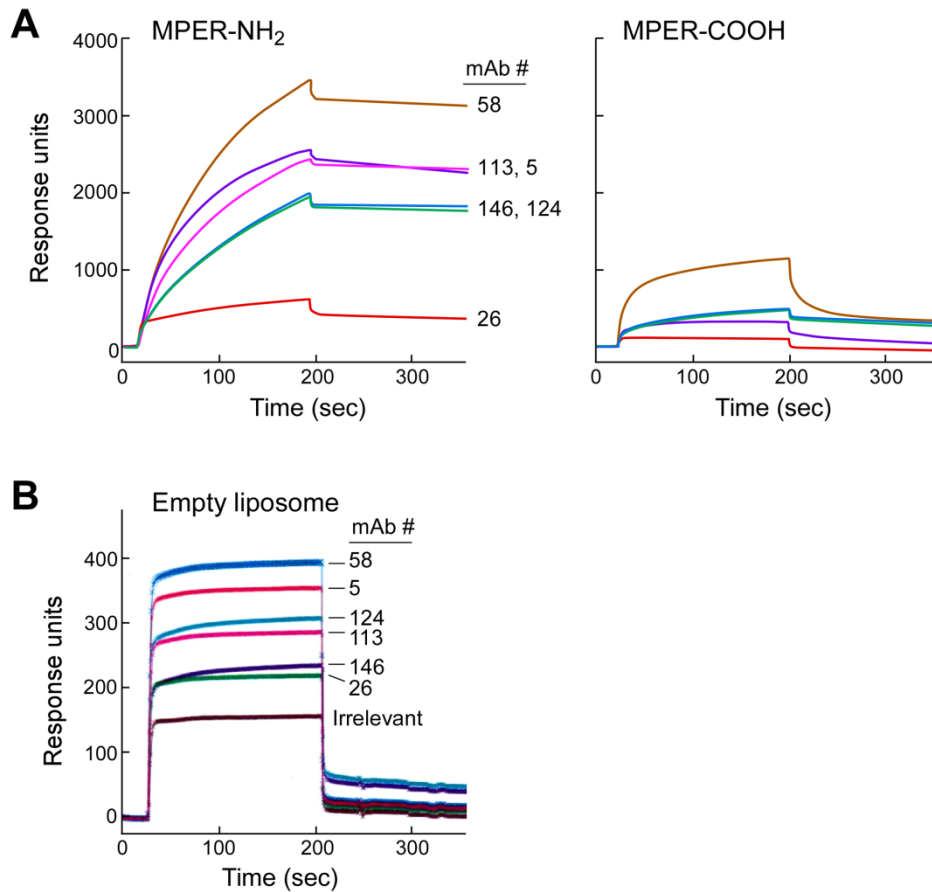 A
MPER-NH2
MPER-COOH
mAb #
58
113, 5
146, 124
26
Response units
4000
3000
2000
1000
0
0 100 200 300
Time (sec)
0 100 200 300
Time (sec)
B
Empty liposome
mAb #
58
5
124
113
146
26
Irrelevant
Response units
400
300
200
100
0
0 100 200 300
Time (sec)